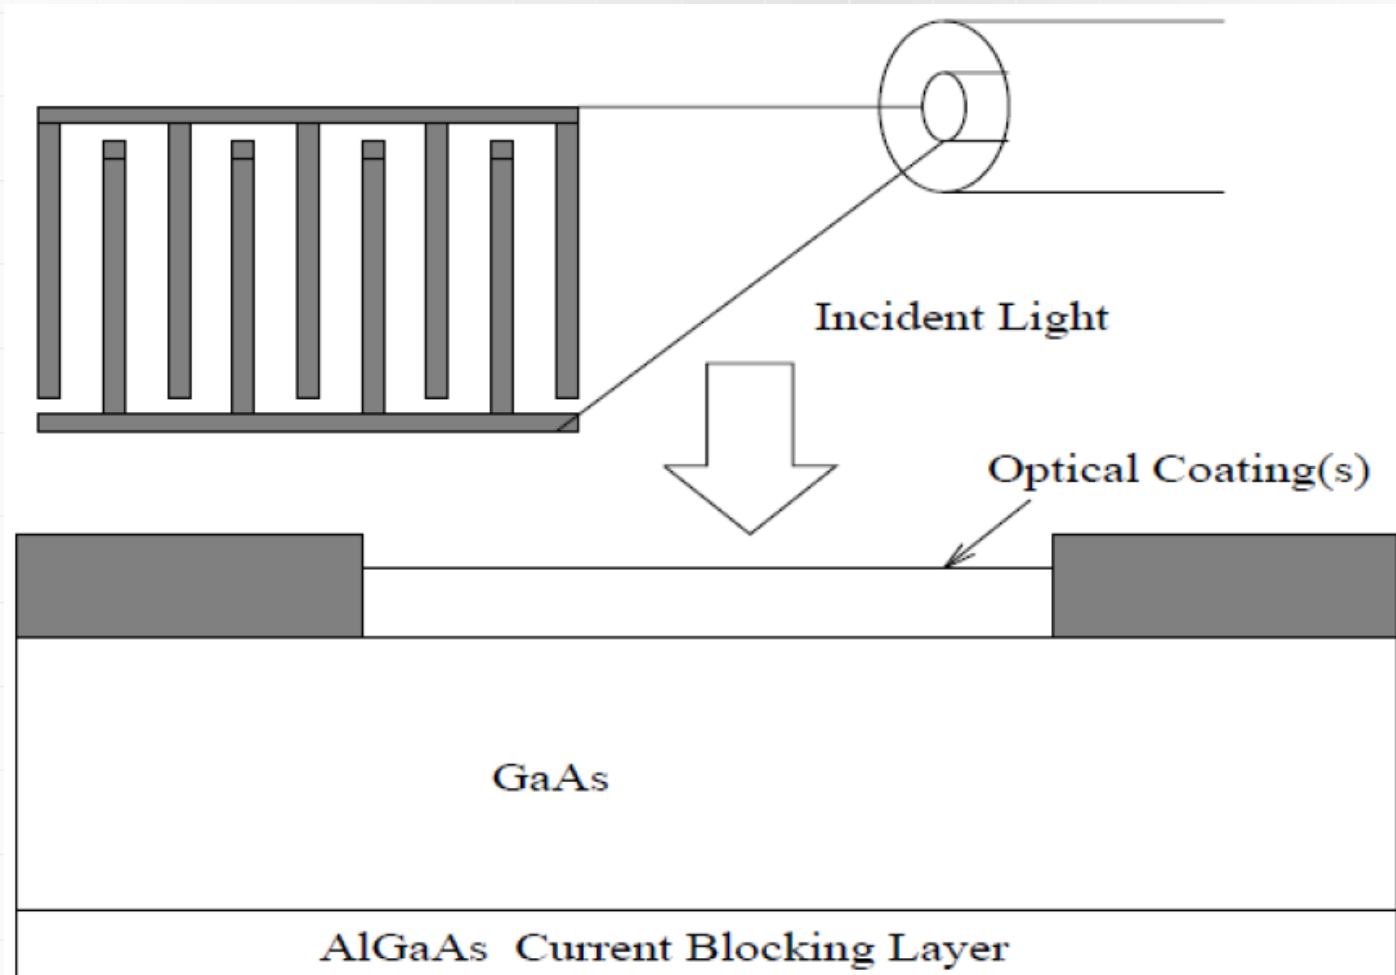 Incident Light
Optical Coating(s)
GaAs
AlGaAs Current Blocking Layer